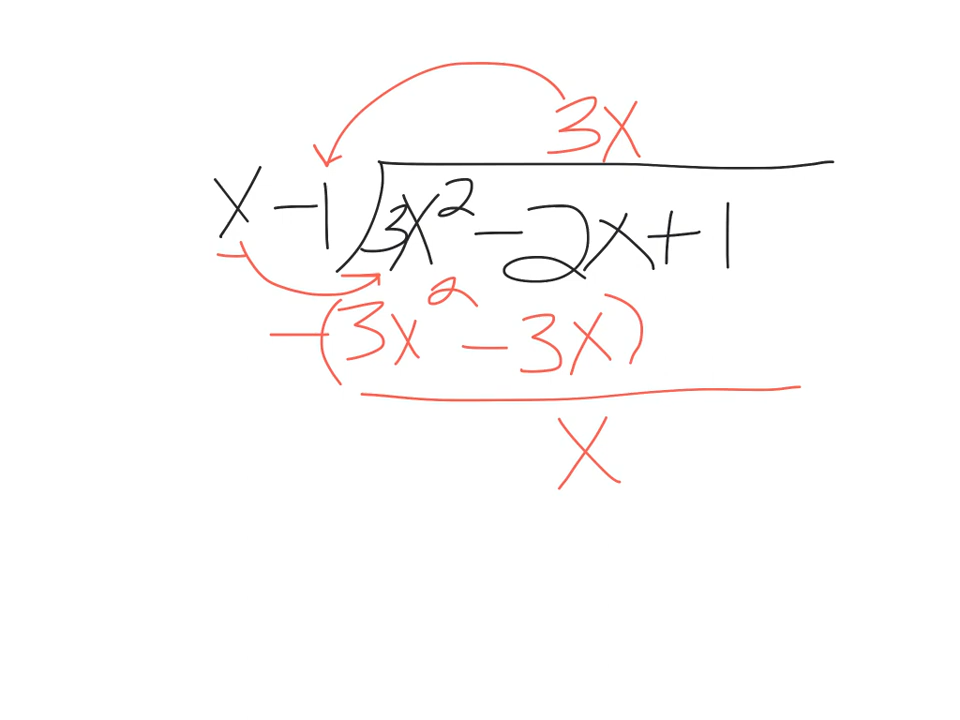 3x
x - 1 ) 3x² - 2x + 1
-(3x² - 3x)
x